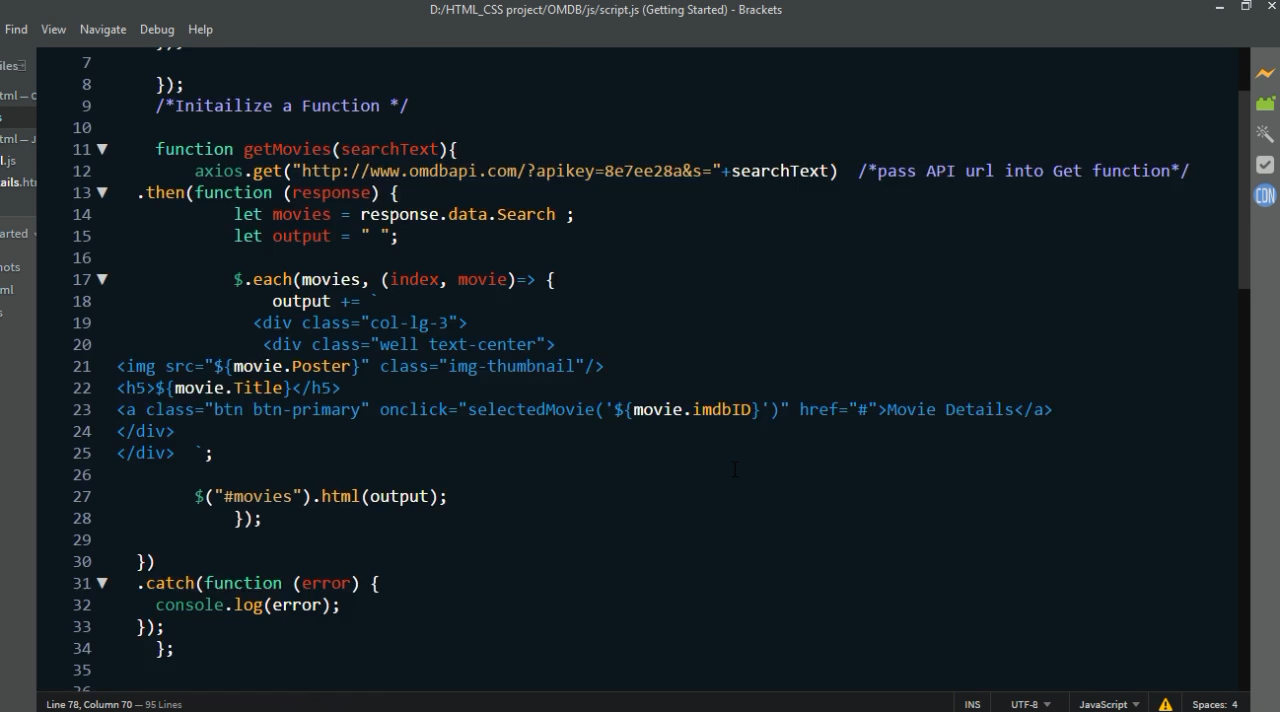 D:/HTML_CSS project/OMDB/js/script.js (Getting Started) - Brackets
Find View Navigate Debug Help
7
8 });
9 /*Initailize a Function */
10
11 function getMovies(searchText){
12 axios.get("http://www.omdbapi.com/?apikey=8e7ee28a&s="+searchText) /*pass API url into Get function*/
13 .then(function (response) {
14 let movies = response.data.Search ;
15 let output = " ";
16
17 $.each(movies, (index, movie)=> {
18 output += `
19 <div class="col-lg-3">
20 <div class="well text-center">
21 <img src="${movie.Poster}" class="img-thumbnail"/>
22 <h5>${movie.Title}</h5>
23 <a class="btn btn-primary" onclick="selectedMovie('${movie.imdbID}')" href="#">Movie Details</a>
24 </div>
25 </div> `;
26
27 $("#movies").html(output);
28 });
29
30 })
31 .catch(function (error) {
32 console.log(error);
33 });
34 };
35
CDN
Line 78, Column 70 — 95 Lines
INS UTF-8 JavaScript Spaces: 4